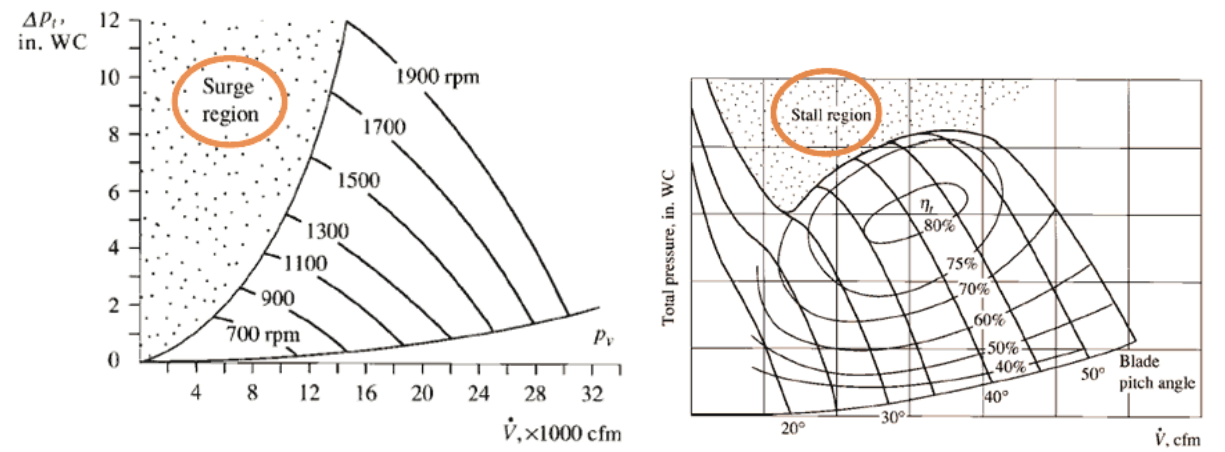 Δp_t,
in. WC
12
10
8
6
4
2
0
Surge
region
1900 rpm
1700
1500
1300
1100
900
700 rpm
p_v
4 8 12 16 20 24 28 32
V̇, ×1000 cfm
Total pressure, in. WC
Stall region
η_t
80%
75%
70%
60%
50%
40%
20°
30°
40°
50°
Blade
pitch angle
V̇, cfm